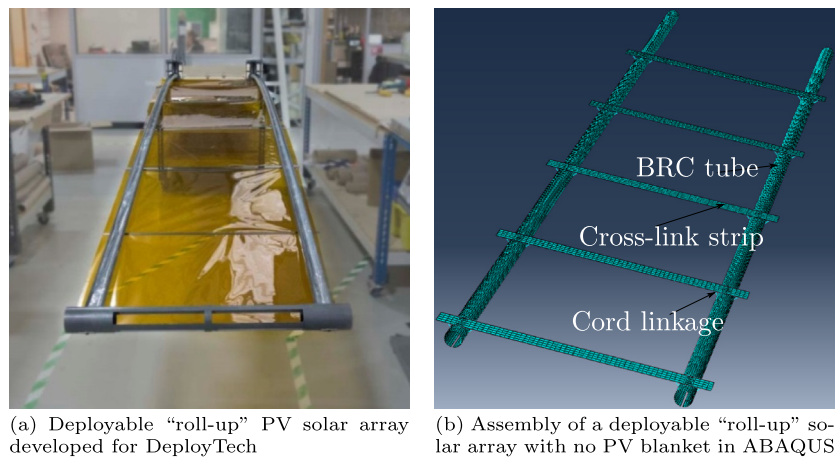 BRC tube
Cross-link strip
Cord linkage
(a) Deployable “roll-up” PV solar array
developed for DeployTech
(b) Assembly of a deployable “roll-up” so-
lar array with no PV blanket in ABAQUS